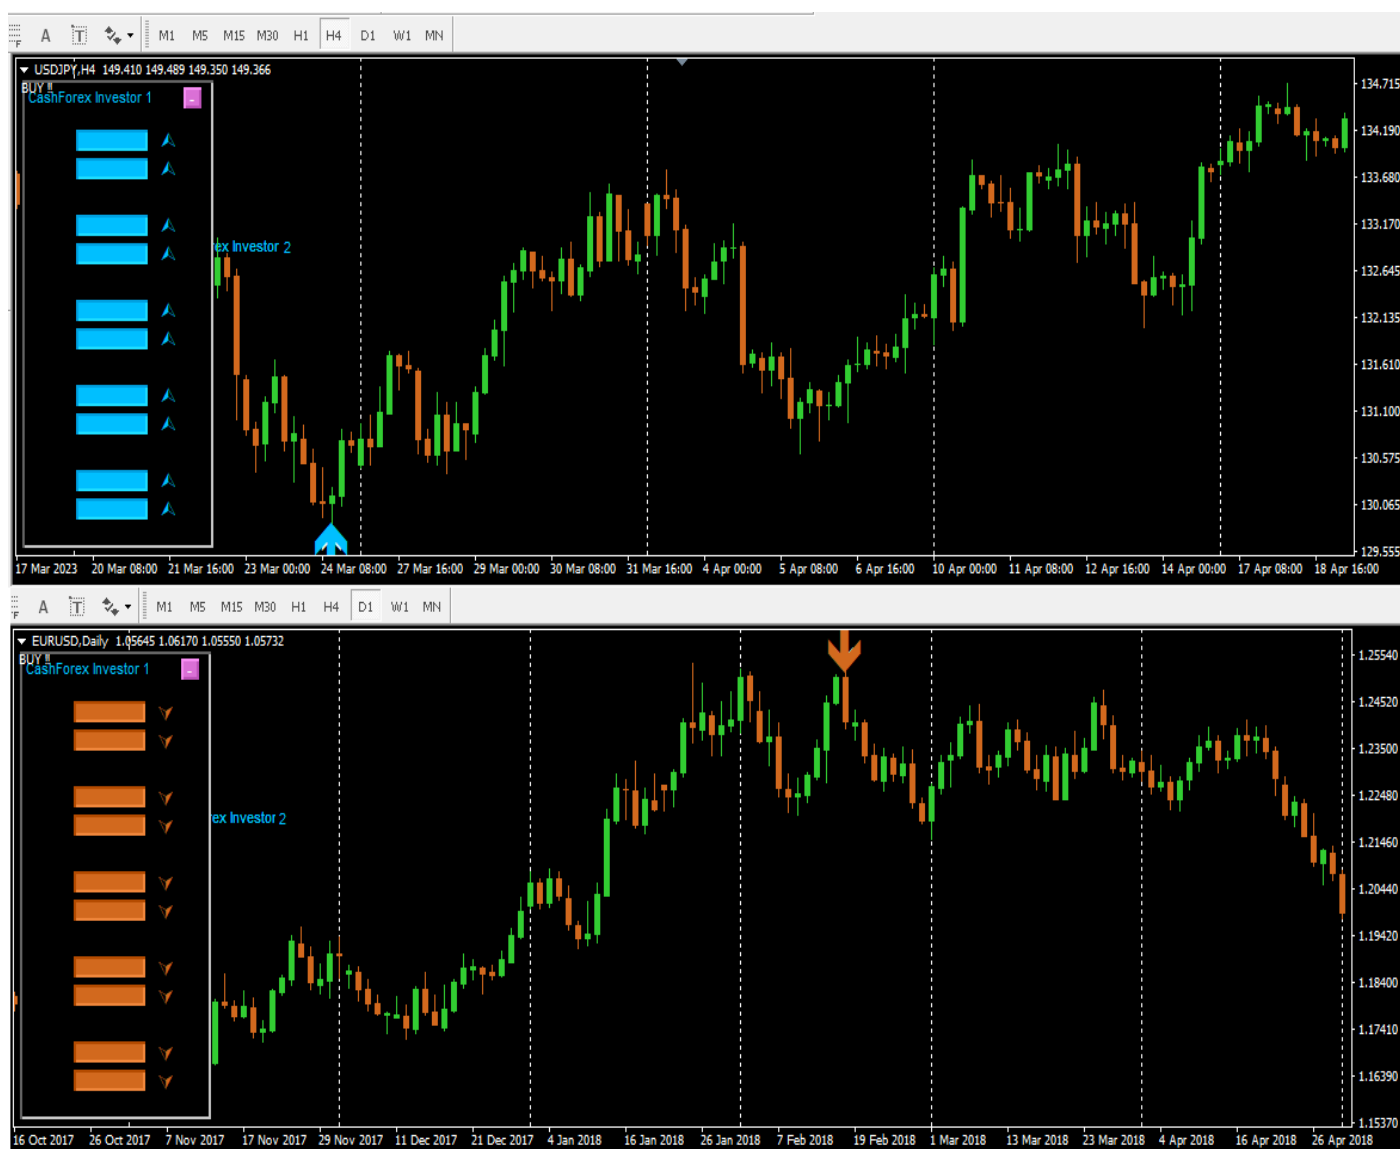 F A T M1 M5 M15 M30 H1 H4 D1 W1 MN
USDJPY,H4 149.410 149.489 149.350 149.366
BUY !!
CashForex Investor 1
-
ex Investor 2
134.715
134.190
133.680
133.170
132.645
132.135
131.610
131.100
130.575
130.065
129.555
17 Mar 2023 20 Mar 08:00 21 Mar 16:00 23 Mar 00:00 24 Mar 08:00 27 Mar 16:00 29 Mar 00:00 30 Mar 08:00 31 Mar 16:00 4 Apr 00:00 5 Apr 08:00 6 Apr 16:00 10 Apr 00:00 11 Apr 08:00 12 Apr 16:00 14 Apr 00:00 17 Apr 08:00 18 Apr 16:00
F A T M1 M5 M15 M30 H1 H4 D1 W1 MN
EURUSD,Daily 1.05645 1.06170 1.05550 1.05732
BUY !!
CashForex Investor 1
-
ex Investor 2
1.25540
1.24520
1.23500
1.22480
1.21460
1.20440
1.19420
1.18400
1.17410
1.16390
1.15370
16 Oct 2017 26 Oct 2017 7 Nov 2017 17 Nov 2017 29 Nov 2017 11 Dec 2017 21 Dec 2017 4 Jan 2018 16 Jan 2018 26 Jan 2018 7 Feb 2018 19 Feb 2018 1 Mar 2018 13 Mar 2018 23 Mar 2018 4 Apr 2018 16 Apr 2018 26 Apr 2018